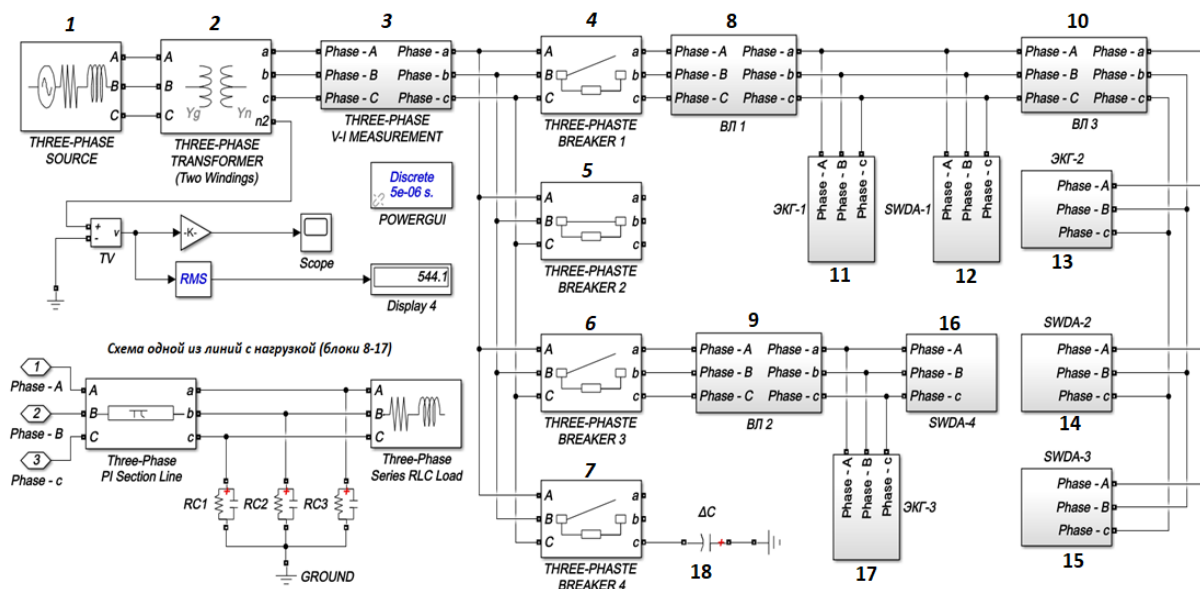 1
2
3
4
8
10
A
B
C
THREE-PHASE
SOURCE
A
B
C
a
b
c
n2
Yg
Yn
THREE-PHASE
TRANSFORMER
(Two Windings)
Phase - A
Phase - B
Phase - C
Phase - a
Phase - b
Phase - c
THREE-PHASE
V-I MEASUREMENT
A
B
C
a
b
c
THREE-PHASTE
BREAKER 1
Phase - A
Phase - B
Phase - C
Phase - a
Phase - b
Phase - c
ВЛ 1
Phase - A
Phase - B
Phase - C
Phase - a
Phase - b
Phase - c
ВЛ 3
Discrete
5e-06 s.
POWERGUI
5
A
B
C
a
b
c
THREE-PHASTE
BREAKER 2
ЭКГ-1
Phase - A
Phase - B
Phase - c
11
SWDA-1
Phase - A
Phase - B
Phase - c
12
ЭКГ-2
Phase - A
Phase - B
Phase - c
13
+
-
v
TV
-K-
Scope
RMS
544.1
Display 4
6
A
B
C
a
b
c
THREE-PHASTE
BREAKER 3
9
Phase - A
Phase - B
Phase - C
Phase - a
Phase - b
Phase - c
ВЛ 2
16
Phase - A
Phase - B
Phase - c
SWDA-4
SWDA-2
Phase - A
Phase - B
Phase - c
14
Схема одной из линий с нагрузкой (блоки 8-17)
1
Phase - A
2
Phase - B
3
Phase - c
A
B
C
a
b
c
Three-Phase
PI Section Line
A
B
C
Three-Phase
Series RLC Load
RC1
RC2
RC3
GROUND
7
A
B
C
a
b
c
THREE-PHASTE
BREAKER 4
ΔC
18
Phase - A
Phase - B
Phase - c
ЭКГ-3
17
SWDA-3
Phase - A
Phase - B
Phase - c
15